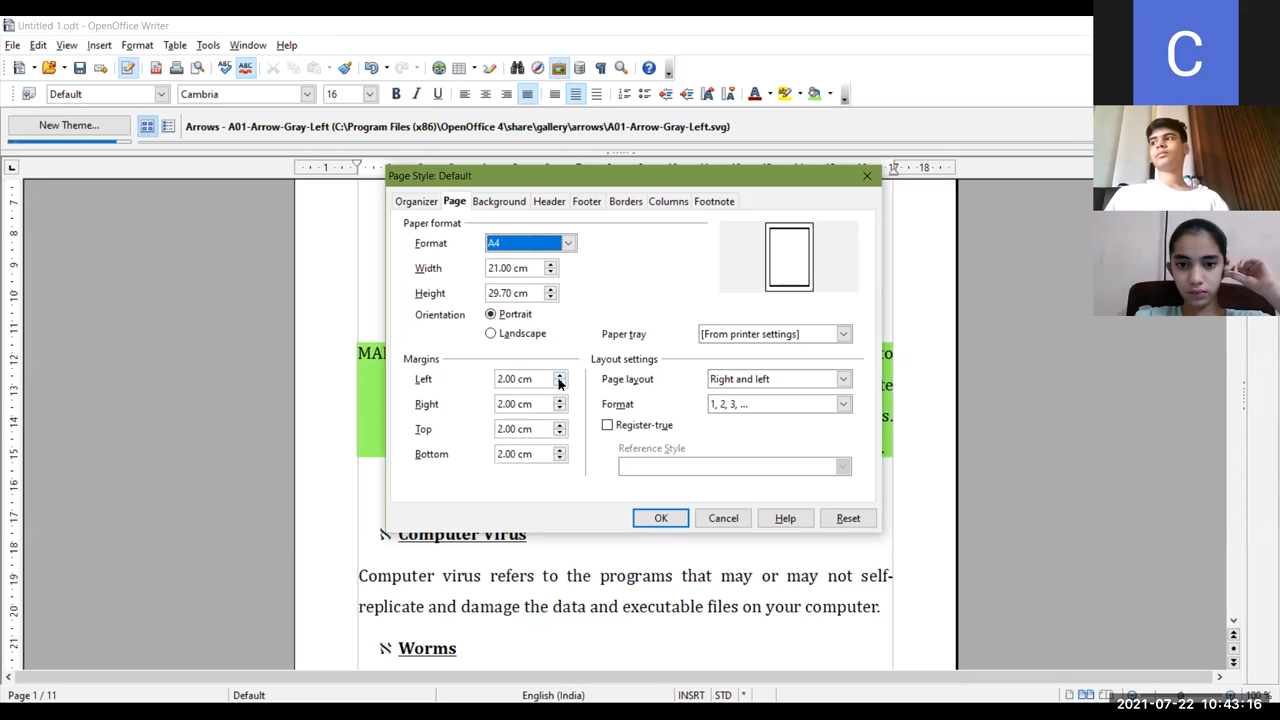 Untitled 1.odt - OpenOffice Writer
File Edit View Insert Format Table Tools Window Help
Default Cambria 16 B I U
New Theme... Arrows - A01-Arrow-Gray-Left (C:\Program Files (x86)\OpenOffice 4\share\gallery\arrows\A01-Arrow-Gray-Left.svg)
C
1 17 18
Page Style: Default
Organizer Page Background Header Footer Borders Columns Footnote
Paper format
Format A4
Width 21.00 cm
Height 29.70 cm
Orientation Portrait
Landscape
Paper tray [From printer settings]
Margins
Left 2.00 cm
Right 2.00 cm
Top 2.00 cm
Bottom 2.00 cm
Layout settings
Page layout Right and left
Format 1, 2, 3, ...
Register-true
Reference Style
OK Cancel Help Reset
Computer Virus
Computer virus refers to the programs that may or may not self-
replicate and damage the data and executable files on your computer.
Worms
Page 1 / 11 Default English (India) INSRT STD * 100 %
2021-07-22 10:43:16